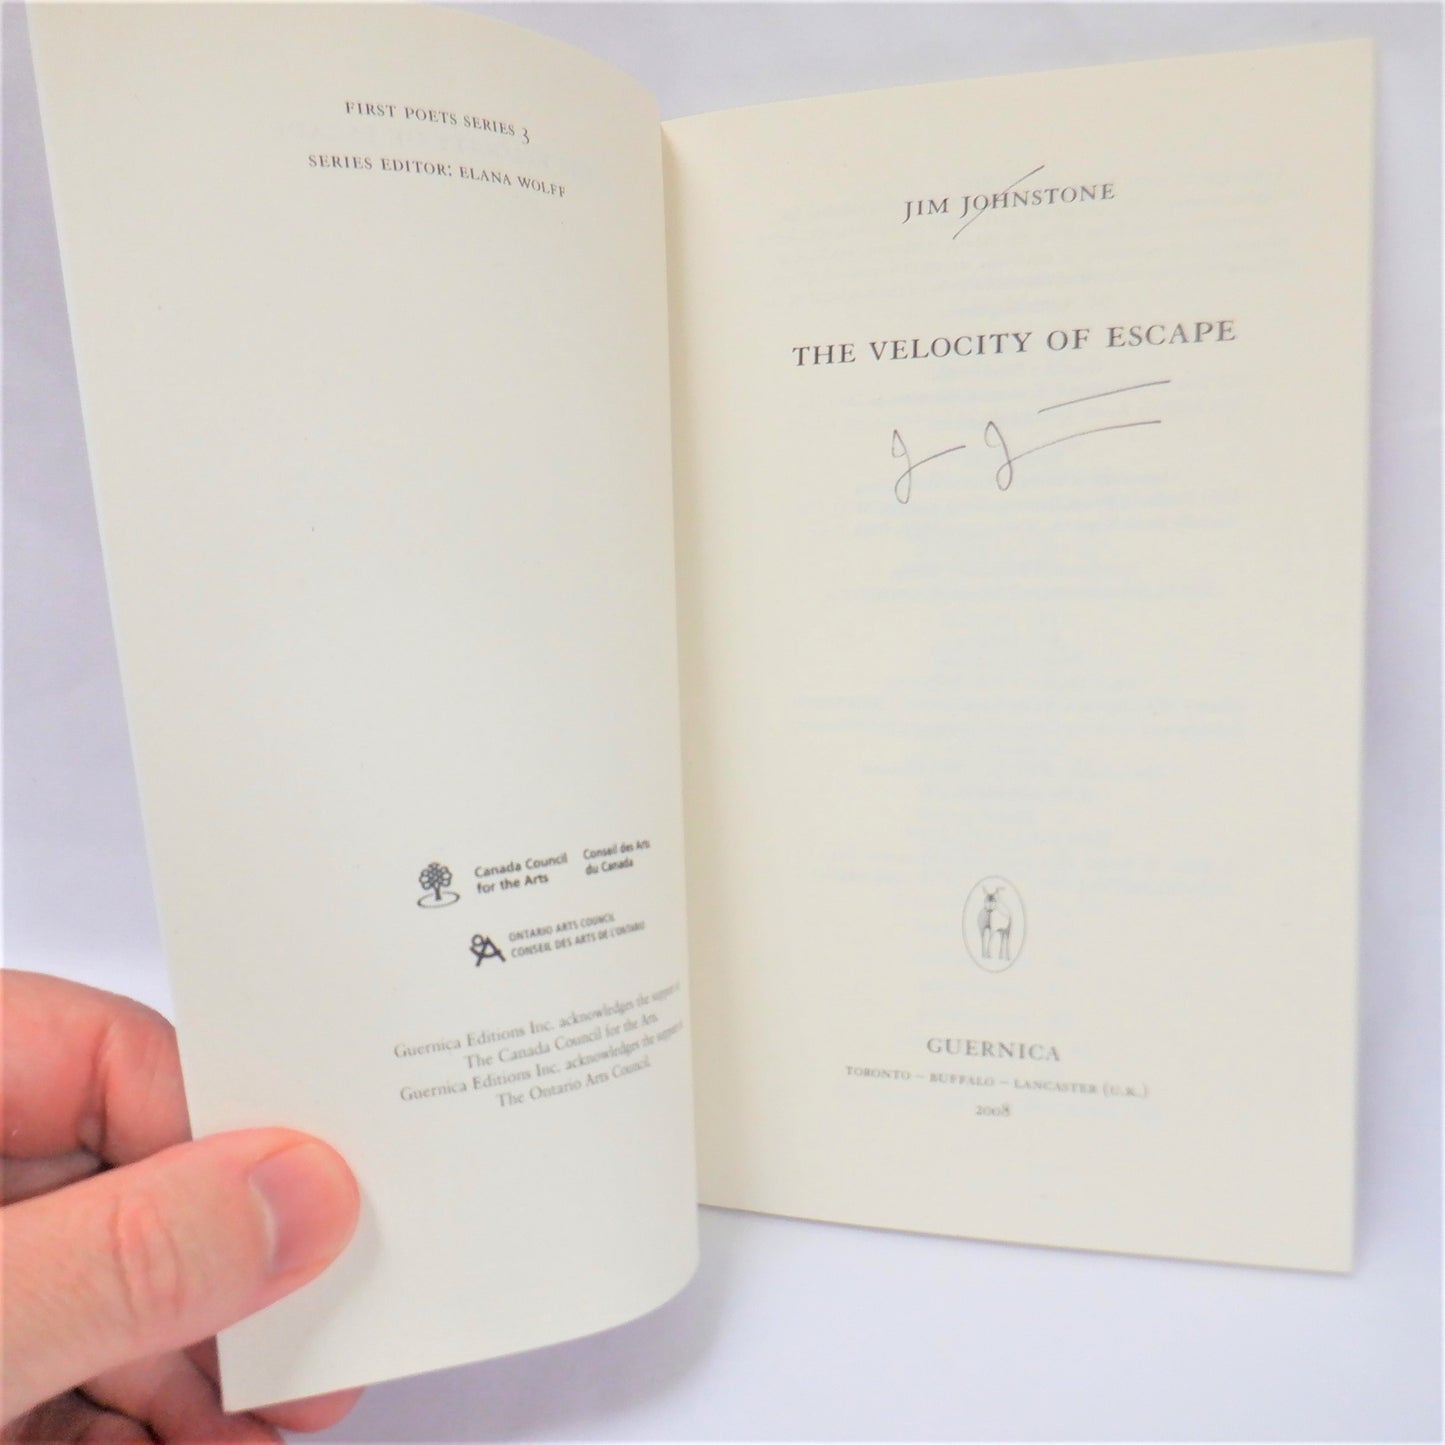 FIRST POETS SERIES 3
SERIES EDITOR: ELANA WOLFF
Canada Council
for the Arts
Conseil des Arts
du Canada
ONTARIO ARTS COUNCIL
CONSEIL DES ARTS DE L'ONTARIO
Guernica Editions Inc. acknowledges the support of
The Canada Council for the Arts.
Guernica Editions Inc. acknowledges the support of
The Ontario Arts Council.
JIM JOHNSTONE
THE VELOCITY OF ESCAPE
GUERNICA
TORONTO – BUFFALO – LANCASTER (U.K.)
2008